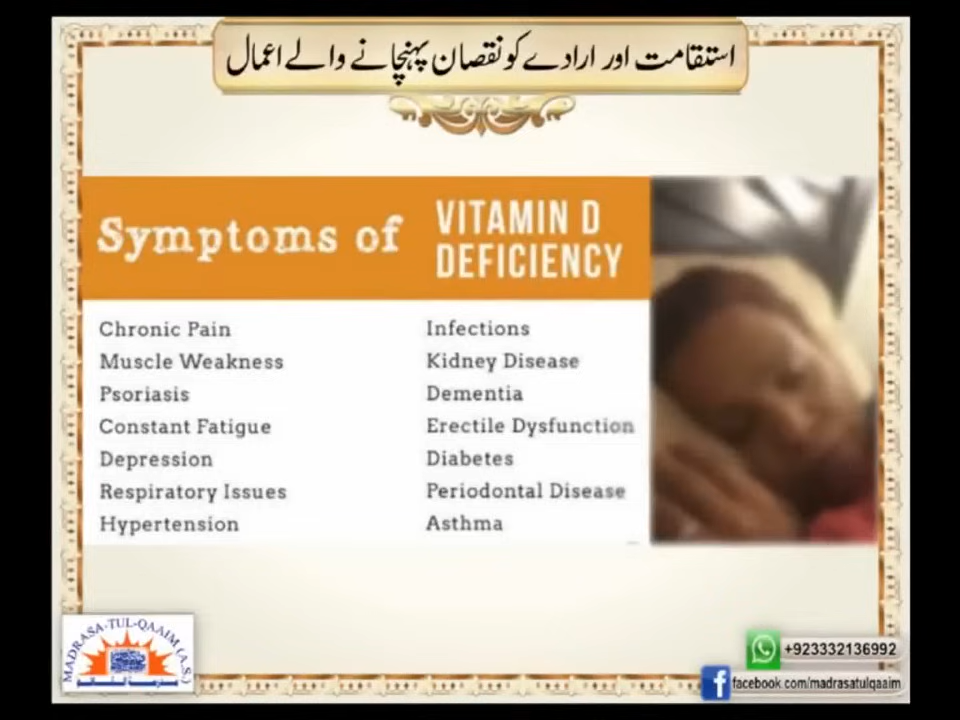 استقامت اور ارادے کو نقصان پہنچانے والے اعمال
Symptoms of
VITAMIN D
DEFICIENCY
Chronic Pain
Muscle Weakness
Psoriasis
Constant Fatigue
Depression
Respiratory Issues
Hypertension
Infections
Kidney Disease
Dementia
Erectile Dysfunction
Diabetes
Periodontal Disease
Asthma
MADRASA-TUL-QAAIM (A.S.)
+923332136992
facebook.com/madrasatulqaaim